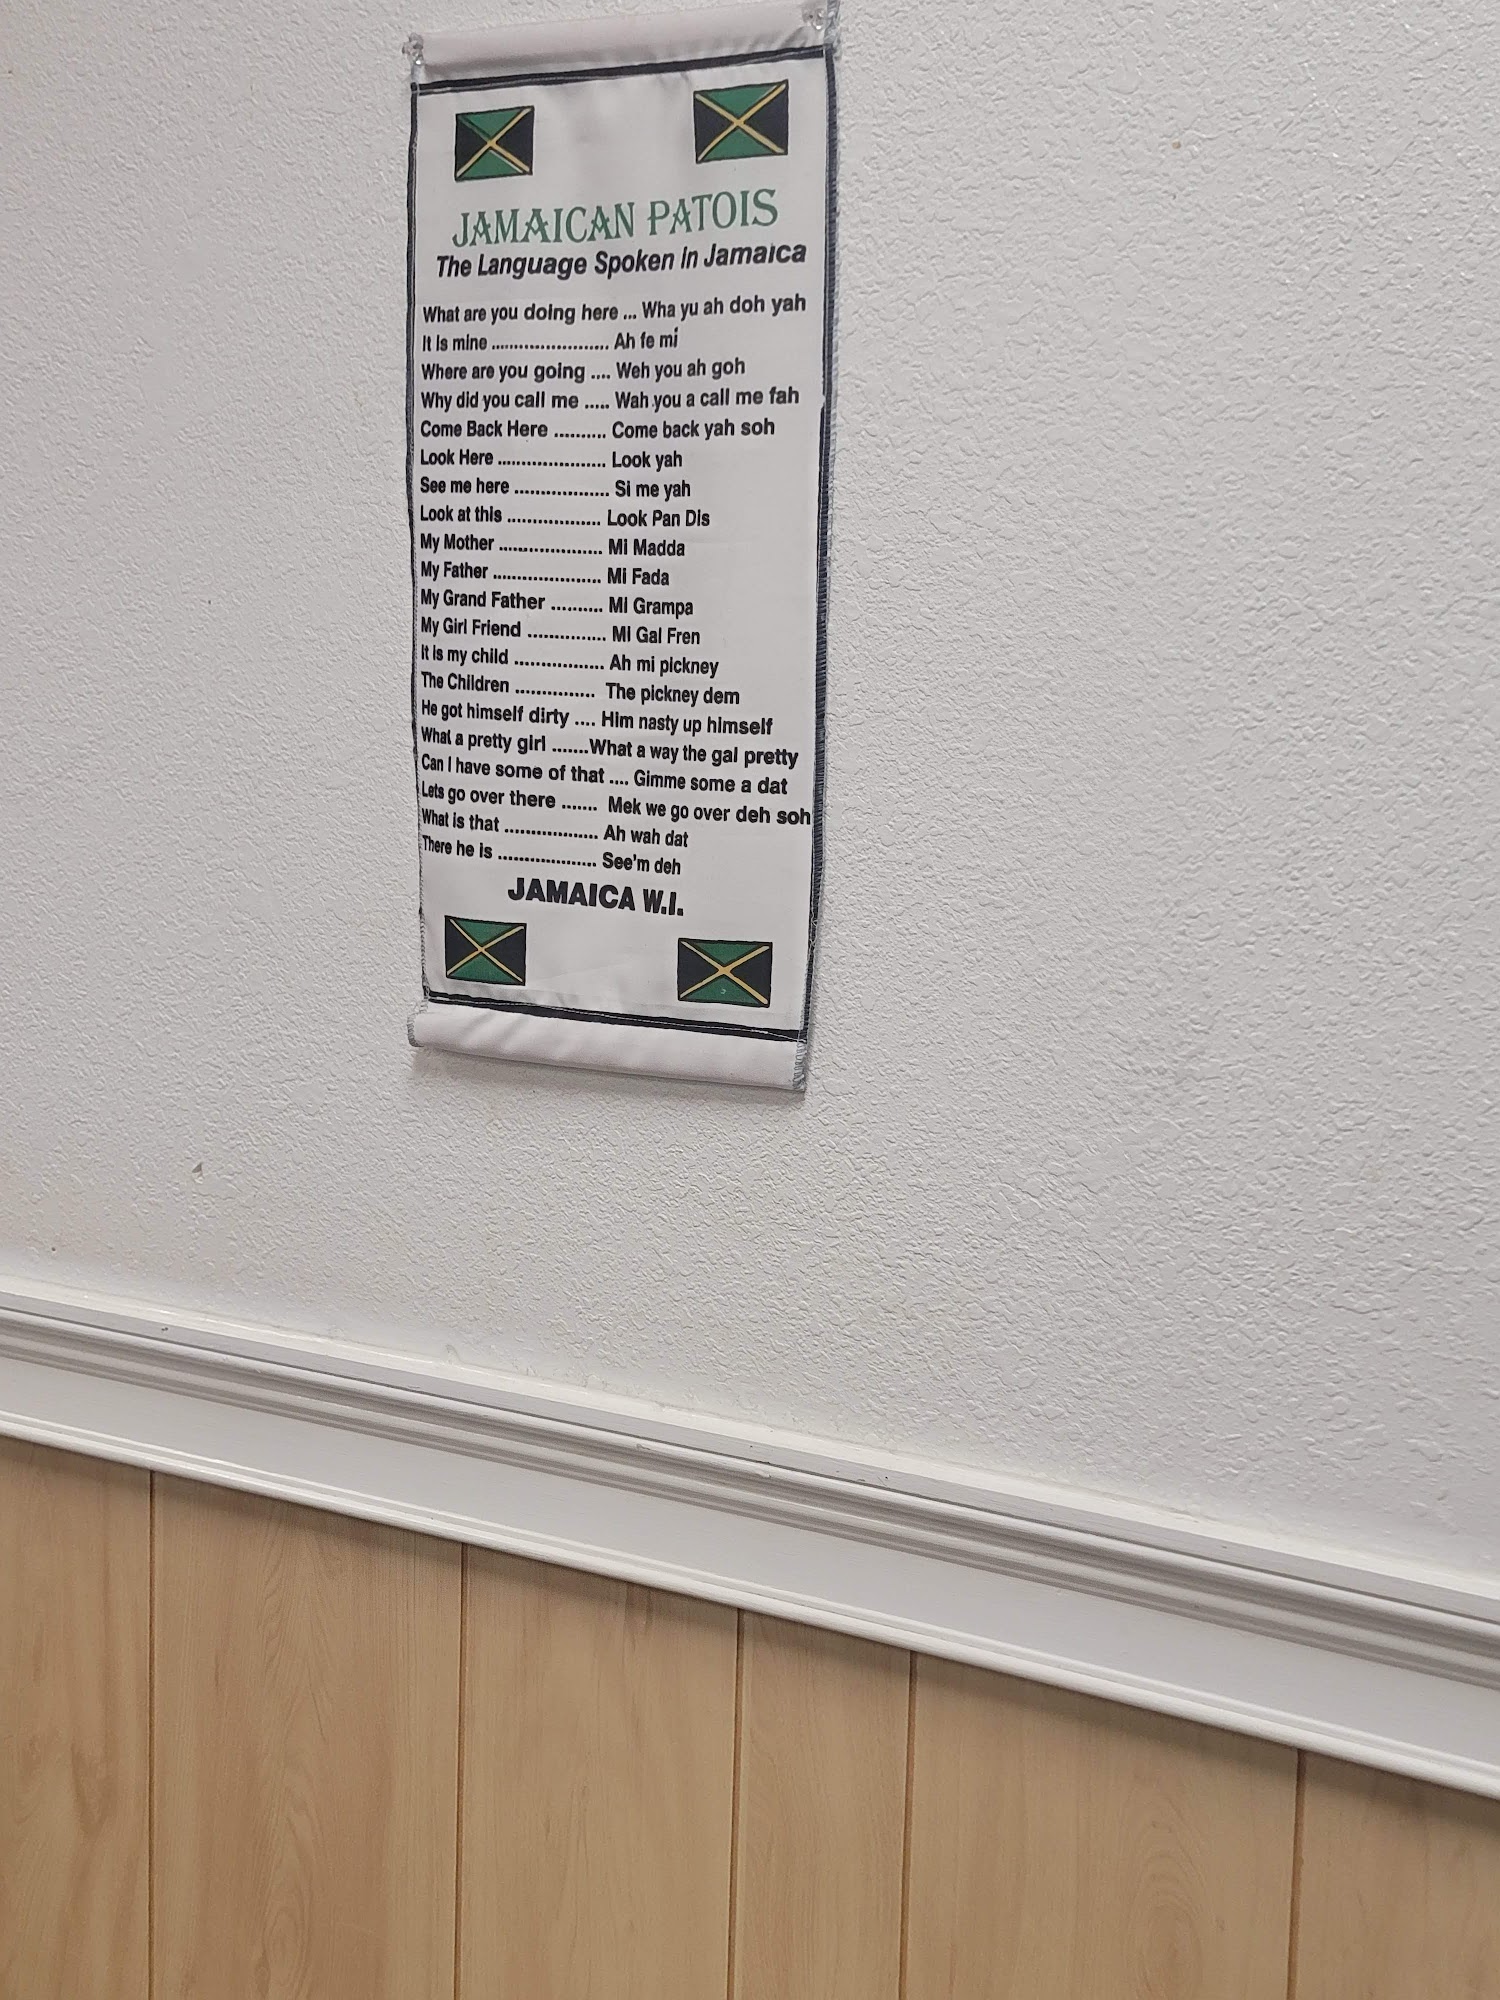 JAMAICAN PATOIS
The Language Spoken In Jamaica
What are you doing here ... Wha yu ah doh yah
It is mine ........................ Ah fe mi
Where are you going .... Weh you ah goh
Why did you call me ..... Wah you a call me fah
Come Back Here .......... Come back yah soh
Look Here ...................... Look yah
See me here ................... Si me yah
Look at this ................... Look Pan Dis
My Mother ..................... Mi Madda
My Father ...................... Mi Fada
My Grand Father .......... Mi Grampa
My Girl Friend ............... Mi Gal Fren
It is my child .................. Ah mi pickney
The Children ................ The pickney dem
He got himself dirty .... Him nasty up himself
What a pretty girl .......What a way the gal pretty
Can I have some of that .... Gimme some a dat
Lets go over there ....... Mek we go over deh soh
What is that ................... Ah wah dat
There he is .................... See'm deh
JAMAICA W.I.